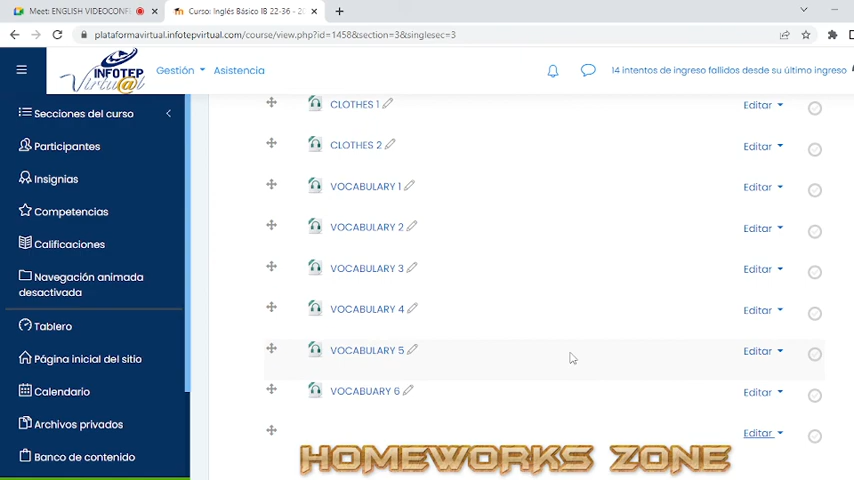 Meet: ENGLISH VIDEOCONFI
Curso: Inglés Básico IB 22-36 - 20
plataformavirtual.infotepvirtual.com/course/view.php?id=1458&section=3&singlesec=3
INFOTEP
Virtu@l
Gestión
Asistencia
14 intentos de ingreso fallidos desde su último ingreso
Secciones del curso
Participantes
Insignias
Competencias
Calificaciones
Navegación animada
desactivada
Tablero
Página inicial del sitio
Calendario
Archivos privados
Banco de contenido
CLOTHES 1 Editar
CLOTHES 2 Editar
VOCABULARY 1 Editar
VOCABULARY 2 Editar
VOCABULARY 3 Editar
VOCABULARY 4 Editar
VOCABULARY 5 Editar
VOCABUARY 6 Editar
Editar
HOMEWORKS ZONE